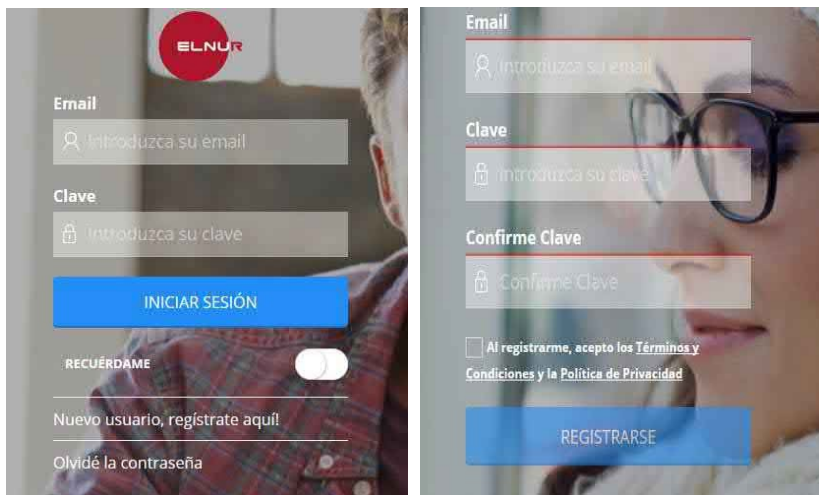 ELNUR
Email
Introduzca su email
Clave
Introduzca su clave
INICIAR SESIÓN
RECUÉRDAME
Nuevo usuario, regístrate aquí!
Olvidé la contraseña
Email
Introduzca su email
Clave
Introduzca su clave
Confirme Clave
Confirme Clave
Al registrarme, acepto los Términos y
Condiciones y la Política de Privacidad
REGISTRARSE